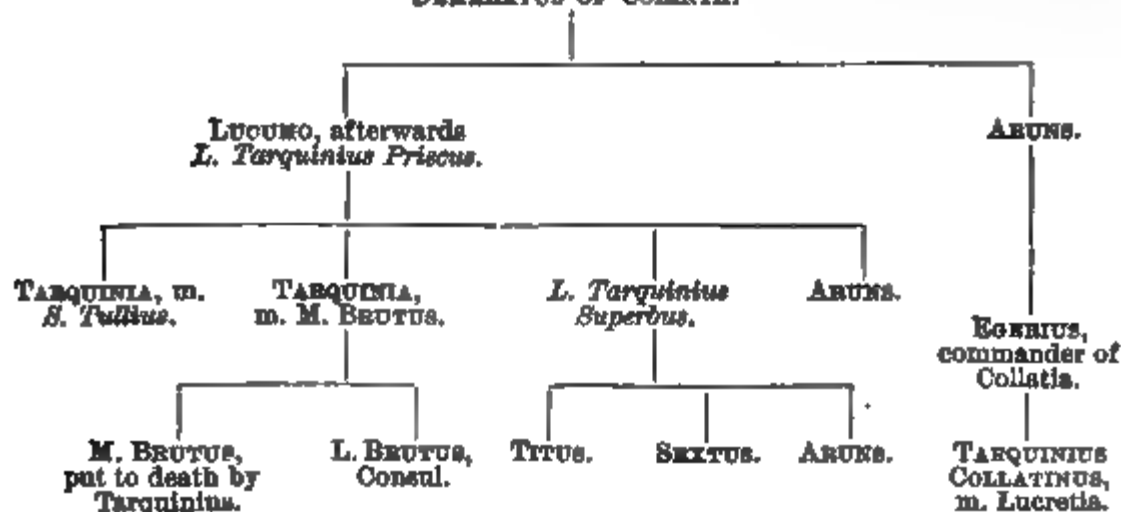 LUCUMO, afterwards
L. Tarquinius Priscus.
ARUNS.
TARQUINIA, m.
S. Tullius.
TARQUINIA,
m. M. BRUTUS.
L. Tarquinius
Superbus.
ARUNS.
EGERIUS,
commander of
Collatia.
M. BRUTUS,
put to death by
Tarquinius.
L. BRUTUS,
Consul.
TITUS.
SEXTUS.
ARUNS.
TARQUINIUS
COLLATINUS,
m. Lucretia.